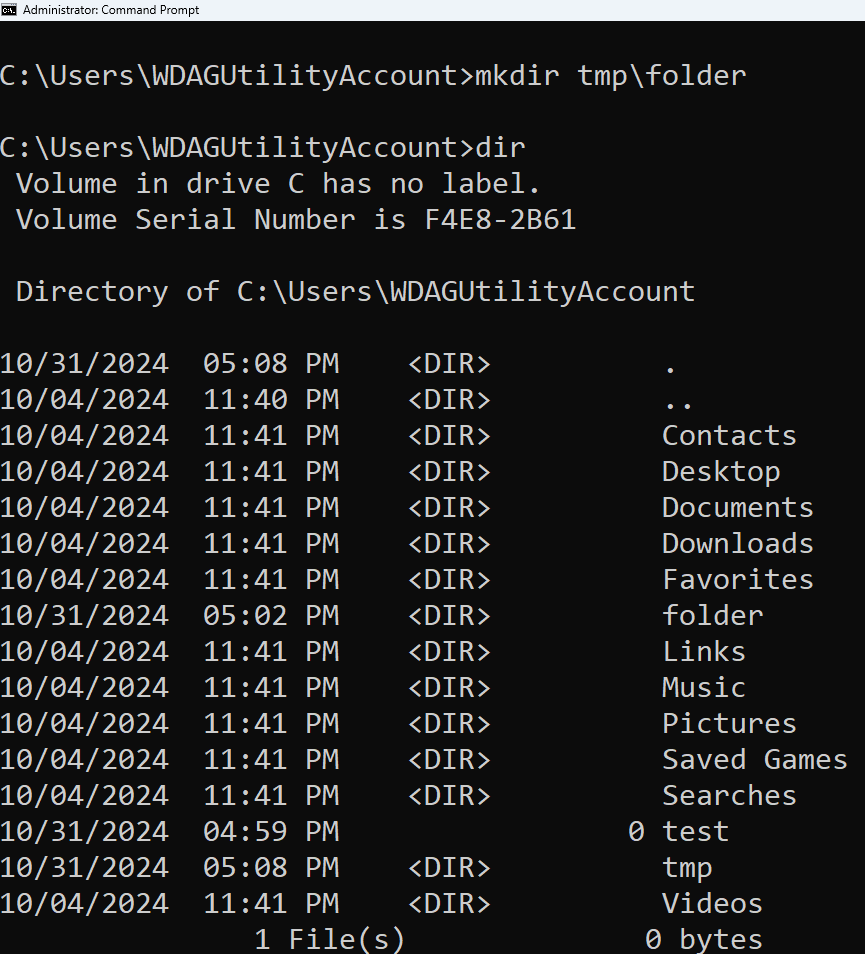 Administrator: Command Prompt
C:\Users\WDAGUtilityAccount>mkdir tmp\folder
C:\Users\WDAGUtilityAccount>dir
 Volume in drive C has no label.
 Volume Serial Number is F4E8-2B61
 Directory of C:\Users\WDAGUtilityAccount
10/31/2024  05:08 PM    <DIR>          .
10/04/2024  11:40 PM    <DIR>          ..
10/04/2024  11:41 PM    <DIR>          Contacts
10/04/2024  11:41 PM    <DIR>          Desktop
10/04/2024  11:41 PM    <DIR>          Documents
10/04/2024  11:41 PM    <DIR>          Downloads
10/04/2024  11:41 PM    <DIR>          Favorites
10/31/2024  05:02 PM    <DIR>          folder
10/04/2024  11:41 PM    <DIR>          Links
10/04/2024  11:41 PM    <DIR>          Music
10/04/2024  11:41 PM    <DIR>          Pictures
10/04/2024  11:41 PM    <DIR>          Saved Games
10/04/2024  11:41 PM    <DIR>          Searches
10/31/2024  04:59 PM                 0 test
10/31/2024  05:08 PM    <DIR>          tmp
10/04/2024  11:41 PM    <DIR>          Videos
               1 File(s)              0 bytes